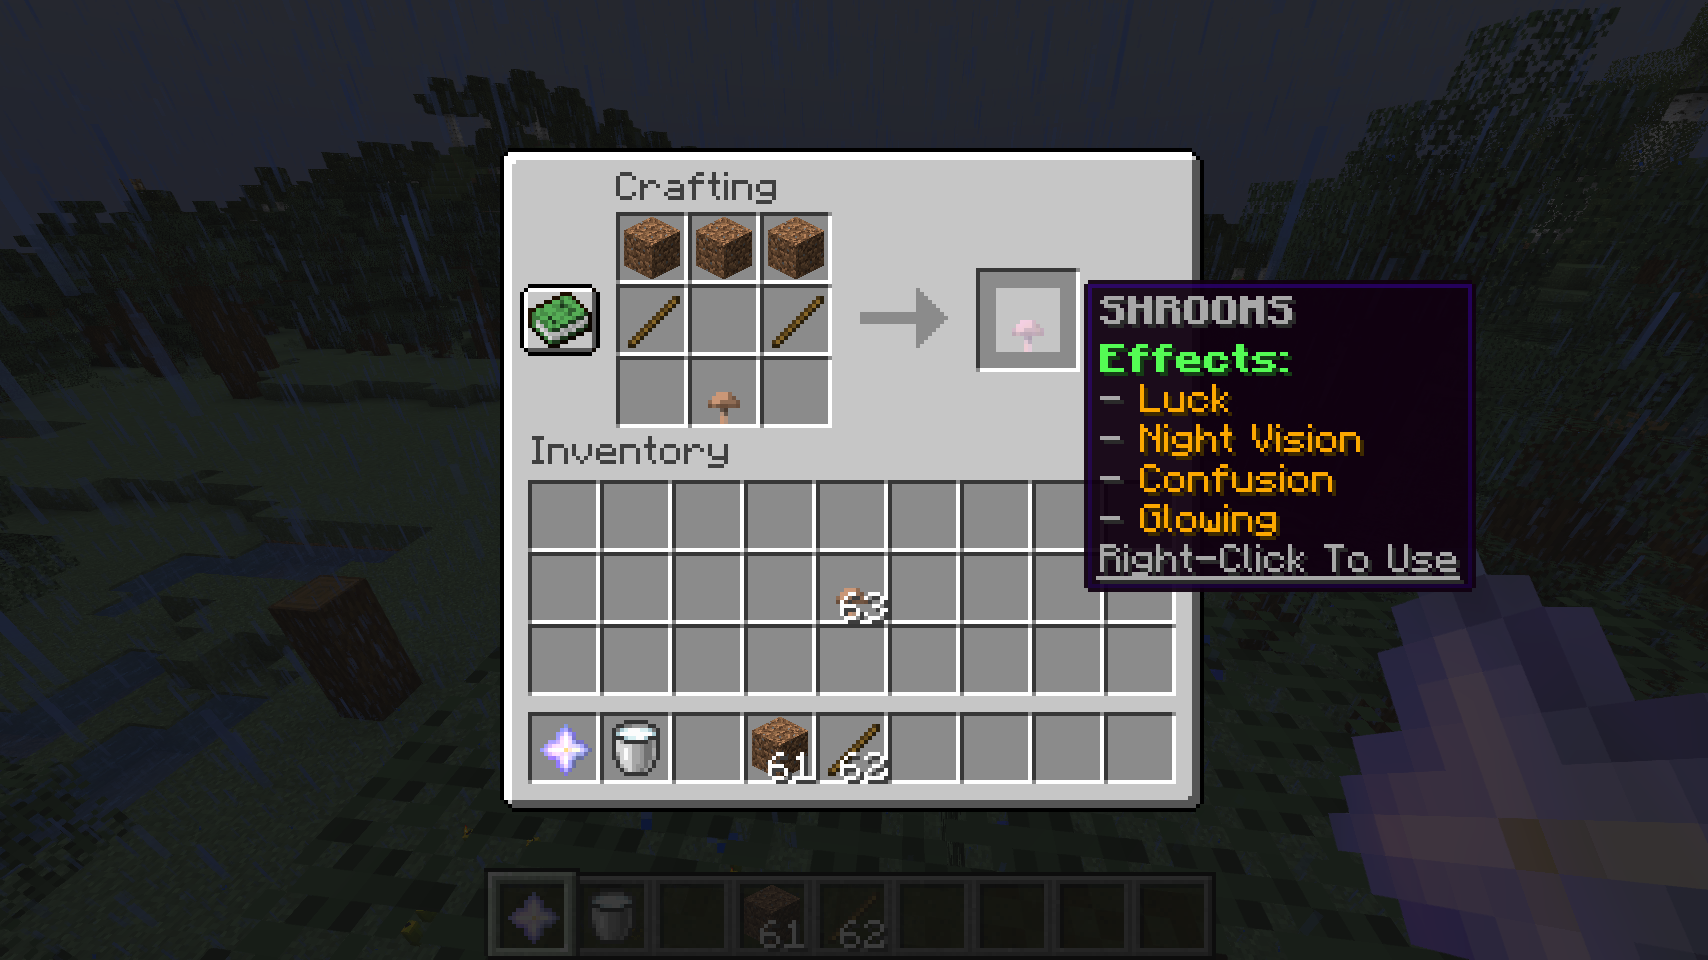 Crafting
SHROOMS
Effects:
- Luck
- Night Vision
- Confusion
- Glowing
Right-Click To Use
Inventory
63
61 62
61 62